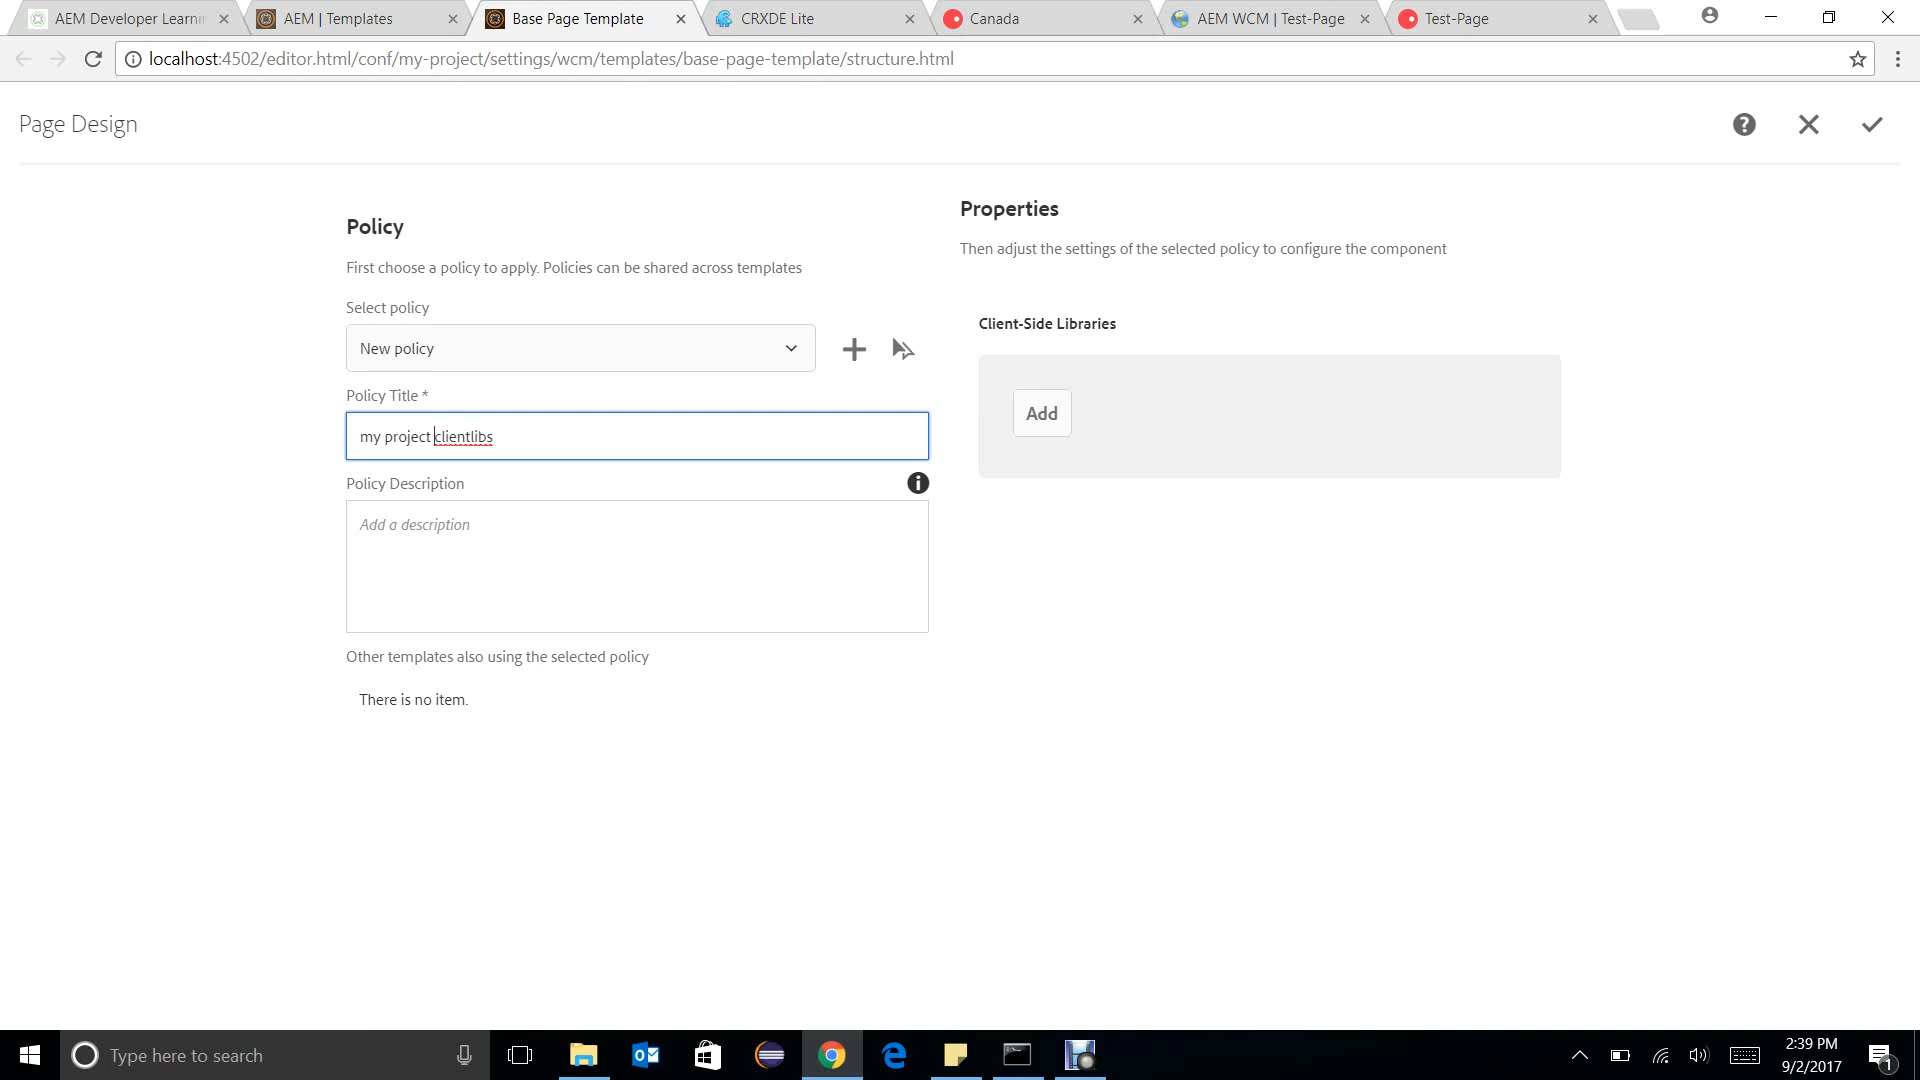 AEM Developer Learni
AEM | Templates
Base Page Template
CRXDE Lite
Canada
AEM WCM | Test-Page
Test-Page
localhost:4502/editor.html/conf/my-project/settings/wcm/templates/base-page-template/structure.html
Page Design
Policy
First choose a policy to apply. Policies can be shared across templates
Select policy
New policy
Policy Title *
my project clientlibs
Policy Description
Add a description
Other templates also using the selected policy
There is no item.
Properties
Then adjust the settings of the selected policy to configure the component
Client-Side Libraries
Add
Type here to search
2:39 PM
9/2/2017
1